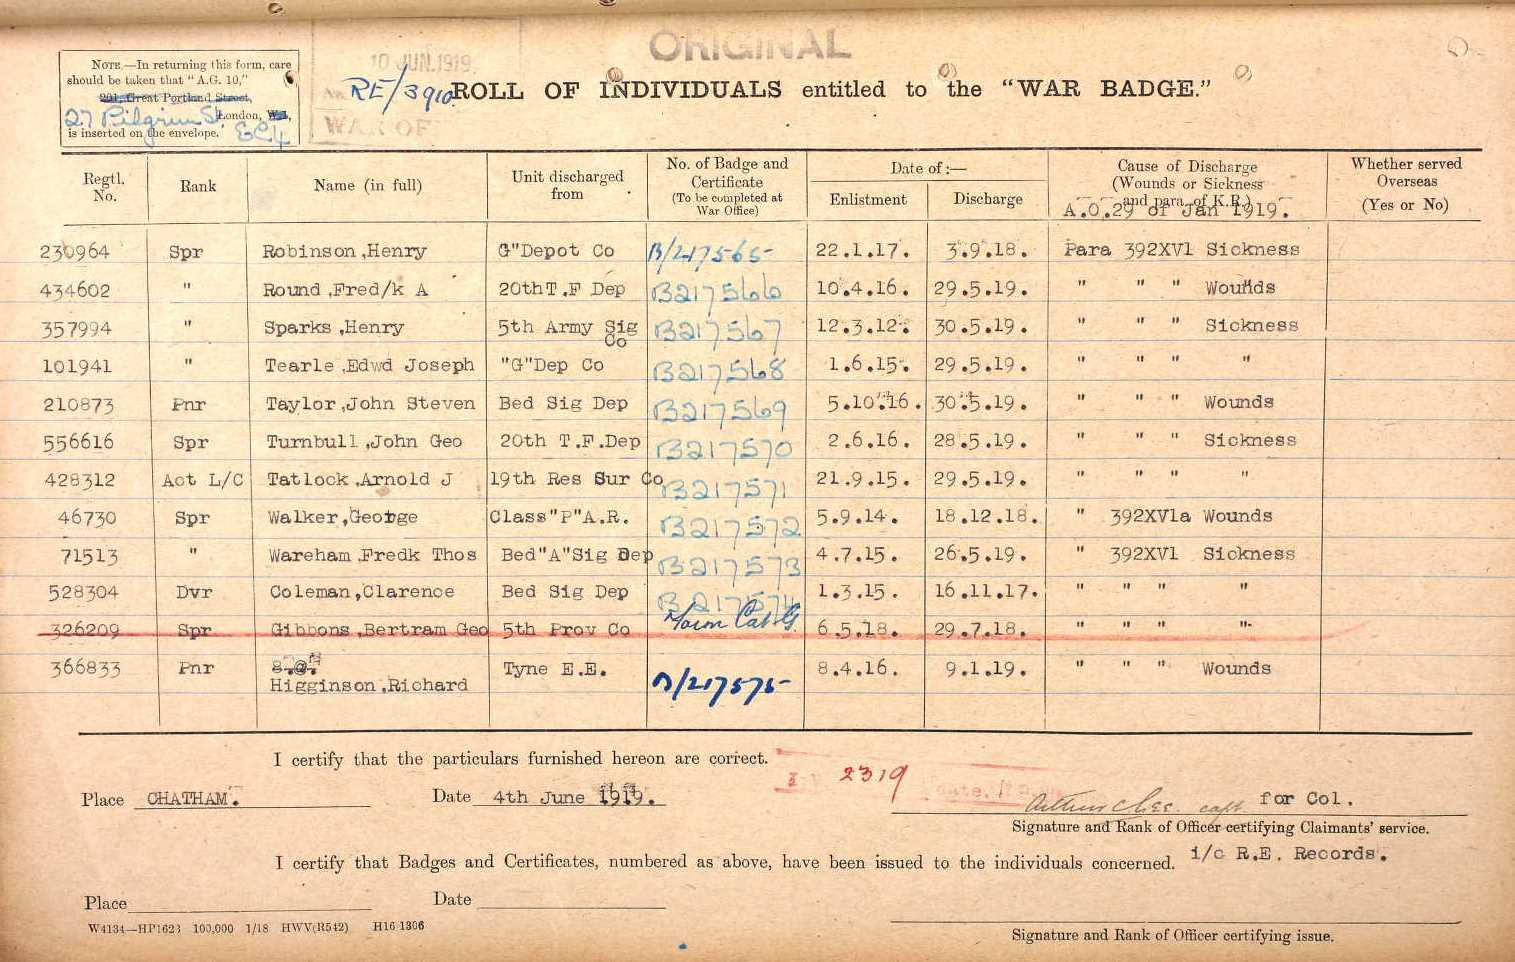 ORIGINAL
10 JUN.1919
NOTE.—In returning this form, care
should be taken that "A.G. 10,"
201, Great Portland Street,
27 Pilgrim St London, W.1,
is inserted on the envelope. EC4
RE/3910
WAR OF
ROLL OF INDIVIDUALS entitled to the "WAR BADGE."
Regtl. No. Rank Name (in full) Unit discharged from No. of Badge and Certificate (To be completed at War Office) Date of:— Enlistment Discharge Cause of Discharge (Wounds or Sickness and para. of K.R.) A.O.29 of Jan 1919. Whether served Overseas (Yes or No)
230964 Spr Robinson,Henry G"Depot Co B/217565 22.1.17. 3.9.18. Para 392XVl Sickness
434602 " Round,Fred/k A 20thT.F Dep B217566 10.4.16. 29.5.19. " " " Wounds
357994 " Sparks,Henry 5th Army Sig Co B217567 12.3.12. 30.5.19. " " " Sickness
101941 " Tearle,Edwd Joseph "G"Dep Co B217568 1.6.15. 29.5.19. " " " "
210873 Pnr Taylor,John Steven Bed Sig Dep B217569 5.10.16. 30.5.19. " " " Wounds
556616 Spr Turnbull,John Geo 20th T.F.Dep B217570 2.6.16. 28.5.19. " " " Sickness
428312 Act L/C Tatlock,Arnold J 19th Res Sur Co B217571 21.9.15. 29.5.19. " " " "
46730 Spr Walker,George Class"P"A.R. B217572 5.9.14. 18.12.18. " 392XVla Wounds
71513 " Wareham,Fredk Thos Bed"A"Sig Dep B217573 4.7.15. 26.5.19. " 392XVl Sickness
528304 Dvr Coleman,Clarence Bed Sig Dep B217574 1.3.15. 16.11.17. " " " "
326209 Spr Gibbons,Bertram Geo 5th Prov Co 6.5.18. 29.7.18. " " " "
366833 Pnr Higginson,Richard Tyne E.E. B/217575 8.4.16. 9.1.19. " " " Wounds
I certify that the particulars furnished hereon are correct.
2319
Place CHATHAM. Date 4th June 1919. capt for Col.
Signature and Rank of Officer certifying Claimants' service.
i/c R.E. Records.
I certify that Badges and Certificates, numbered as above, have been issued to the individuals concerned.
Place Date
W4134—HP1623 100,000 1/18 HWV(R542) H16/1306
Signature and Rank of Officer certifying issue.